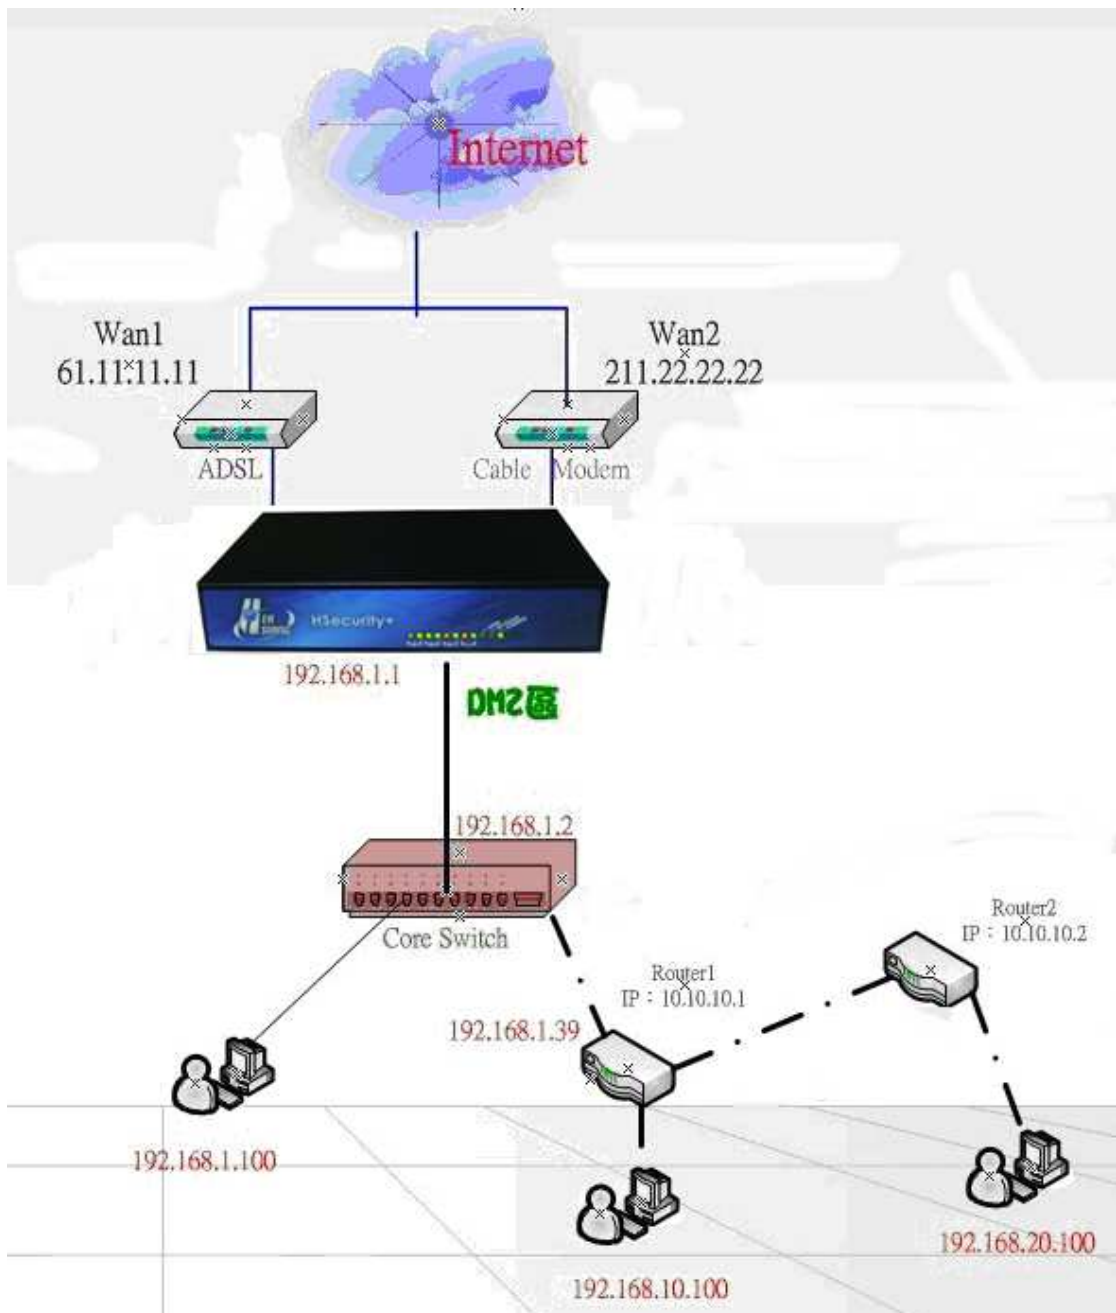 Internet
Wan1
61.11.11.11
Wan2
211.22.22.22
ADSL
Cable Modem
HSecurity+
192.168.1.1
DMZ區
192.168.1.2
Core Switch
Router2
IP：10.10.10.2
Router1
IP：10.10.10.1
192.168.1.39
192.168.1.100
192.168.20.100
192.168.10.100